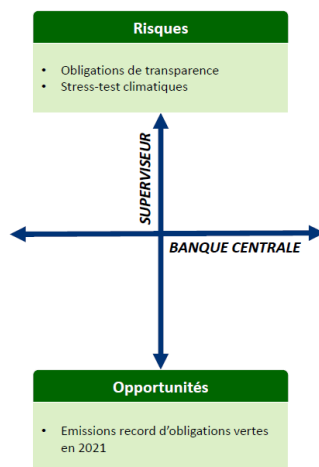 Risques
• Obligations de transparence
• Stress-test climatiques
SUPERVISEUR
BANQUE CENTRALE
Opportunités
• Emissions record d'obligations vertes
en 2021